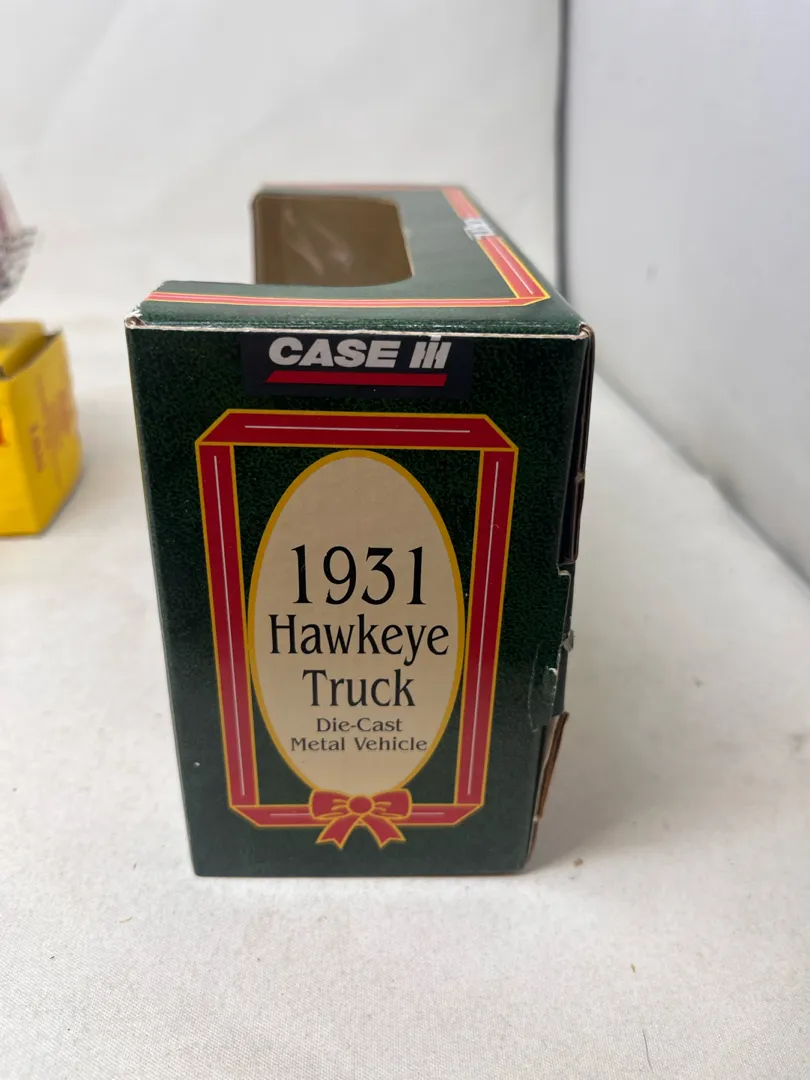 CASE IH
1931
Hawkeye
Truck
Die-Cast
Metal Vehicle